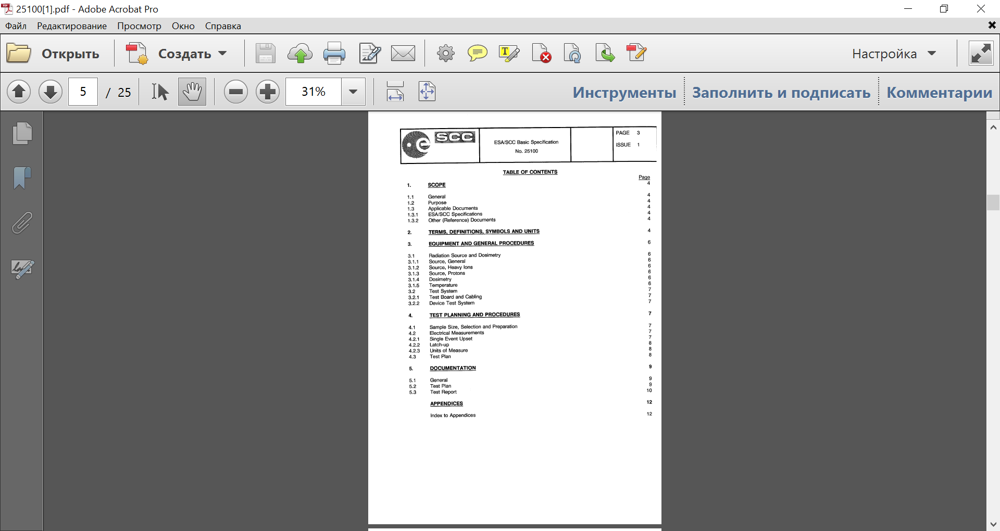 25100[1].pdf - Adobe Acrobat Pro
Файл Редактирование Просмотр Окно Справка
Открыть Создать Настройка
5 / 25 31% Инструменты Заполнить и подписать Комментарии
SCC
ESA/SCC Basic Specification
No. 25100
PAGE 3
ISSUE 1
TABLE OF CONTENTS
Page
1. SCOPE 4
1.1 General 4
1.2 Purpose 4
1.3 Applicable Documents 4
1.3.1 ESA/SCC Specifications 4
1.3.2 Other (Reference) Documents 4
2. TERMS, DEFINITIONS, SYMBOLS AND UNITS 4
3. EQUIPMENT AND GENERAL PROCEDURES 6
3.1 Radiation Source and Dosimetry 6
3.1.1 Source, General 6
3.1.2 Source, Heavy Ions 6
3.1.3 Source, Protons 6
3.1.4 Dosimetry 6
3.1.5 Temperature 6
3.2 Test System 7
3.2.1 Test Board and Cabling 7
3.2.2 Device Test System 7
4. TEST PLANNING AND PROCEDURES 7
4.1 Sample Size, Selection and Preparation 7
4.2 Electrical Measurements 7
4.2.1 Single Event Upset 7
4.2.2 Latch-up 8
4.2.3 Units of Measure 8
4.3 Test Plan 8
5. DOCUMENTATION 9
5.1 General 9
5.2 Test Plan 9
5.3 Test Report 10
APPENDICES 12
Index to Appendices 12